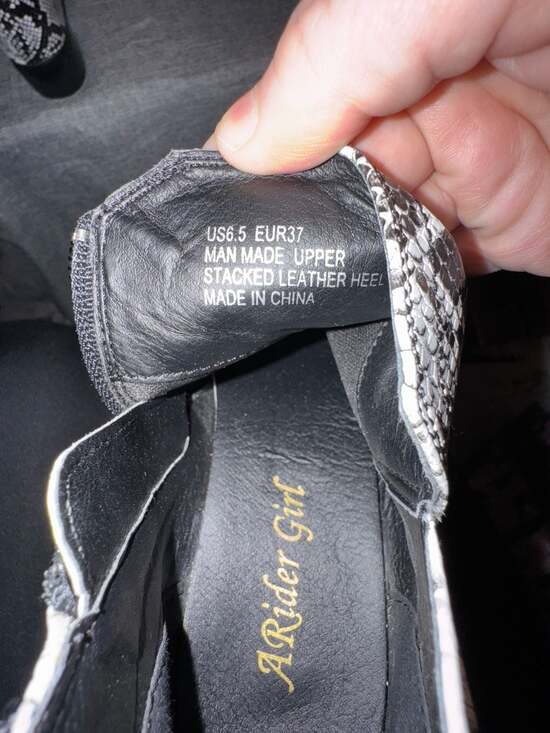 US6.5 EUR37
MAN MADE UPPER
STACKED LEATHER HEEL
MADE IN CHINA
ARider Girl